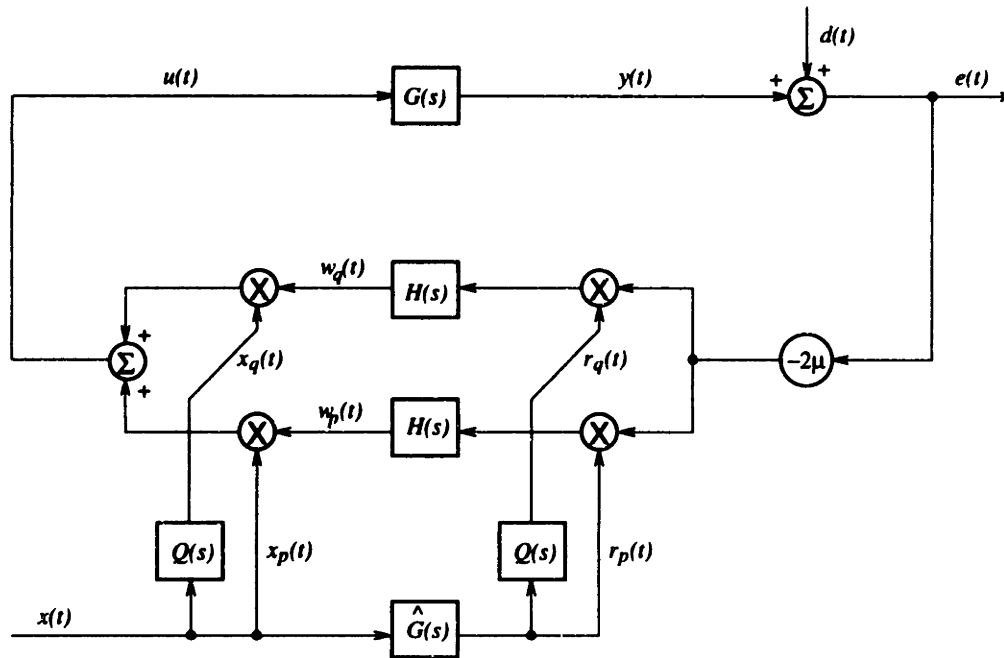 d(t)
u(t)
y(t)
e(t)
G(s)
+
+
Σ
w_q(t)
H(s)
X
X
+
x_q(t)
r_q(t)
Σ
-2μ
+
w_p(t)
X
H(s)
X
Q(s)
x_p(t)
Q(s)
r_p(t)
x(t)
Ĝ(s)